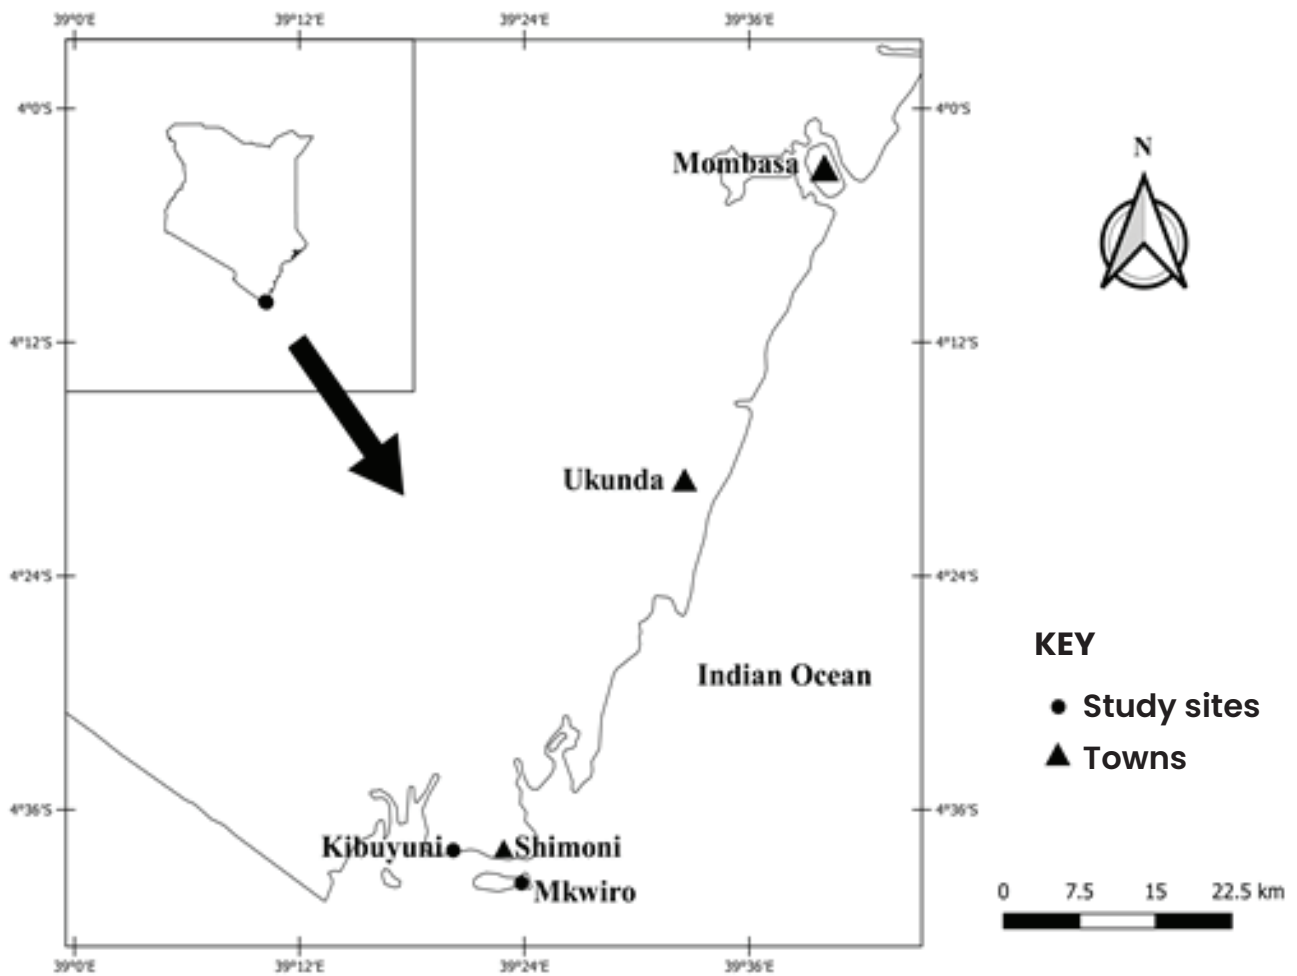 39°0'E 39°12'E 39°24'E 39°36'E
4°0'S 4°0'S
N
Mombasa
4°12'S 4°12'S
Ukunda
4°24'S 4°24'S
KEY
Indian Ocean
Study sites
Towns
4°36'S 4°36'S
Kibuyuni Shimoni
Mkwiro
0 7.5 15 22.5 km
39°0'E 39°12'E 39°24'E 39°36'E